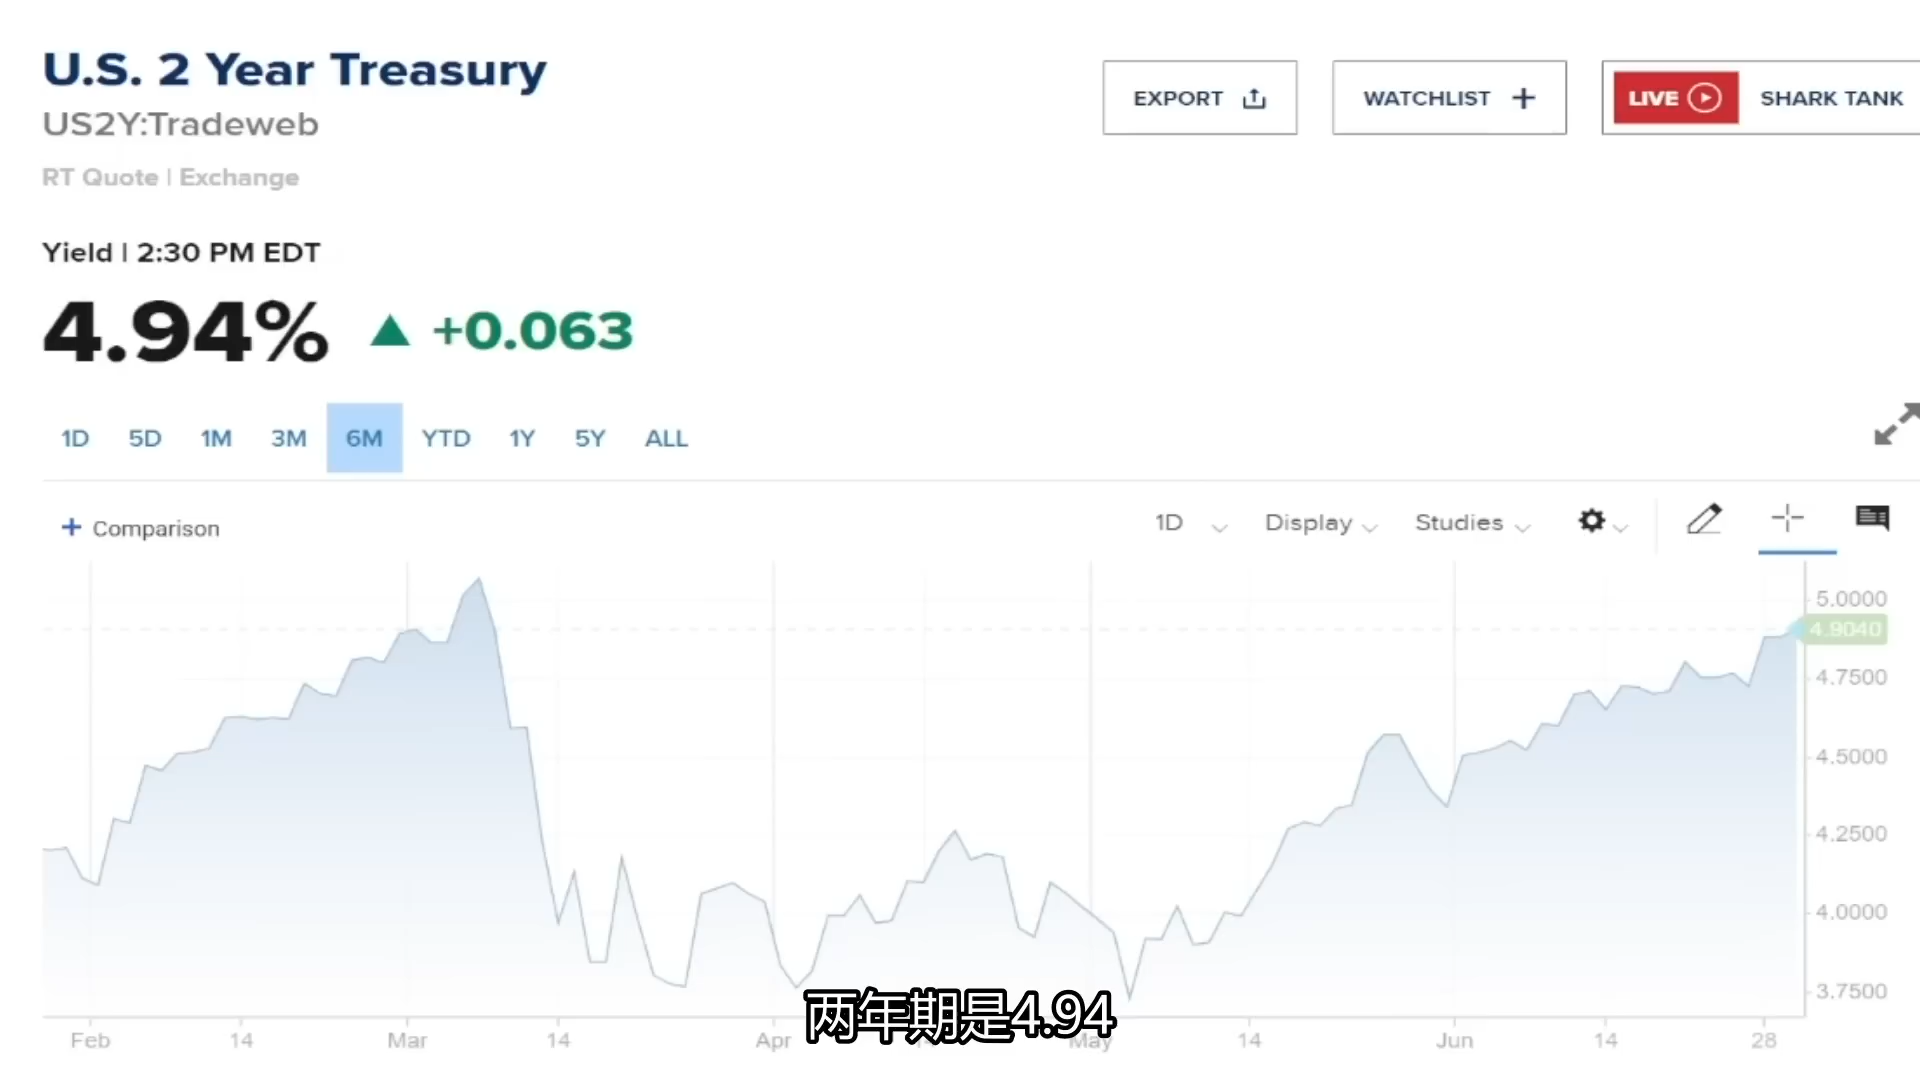 U.S. 2 Year Treasury
US2Y:Tradeweb
RT Quote | Exchange
EXPORT
WATCHLIST +
LIVE SHARK TANK
Yield | 2:30 PM EDT
4.94% ▲ +0.063
1D 5D 1M 3M 6M YTD 1Y 5Y ALL
+ Comparison
1D Display Studies
5.0000
4.9040
4.7500
4.5000
4.2500
4.0000
3.7500
两年期是4.94
Feb 14 Mar 14 Apr May 14 Jun 14 28